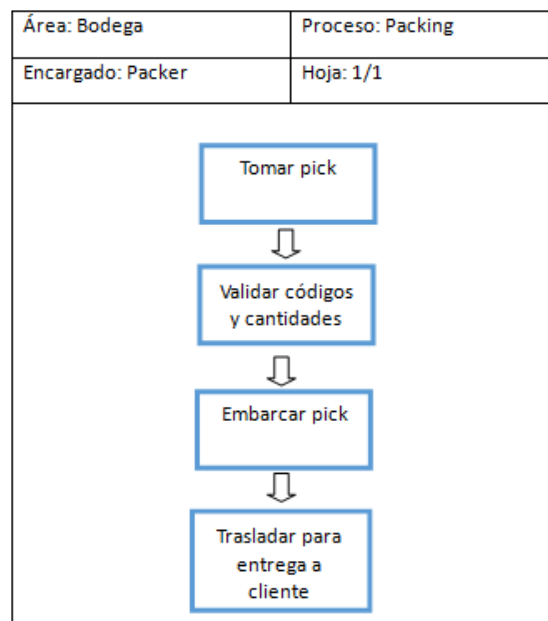 Área: Bodega
Proceso: Packing
Encargado: Packer
Hoja: 1/1
Tomar pick
Validar códigos
y cantidades
Embarcar pick
Trasladar para
entrega a
cliente